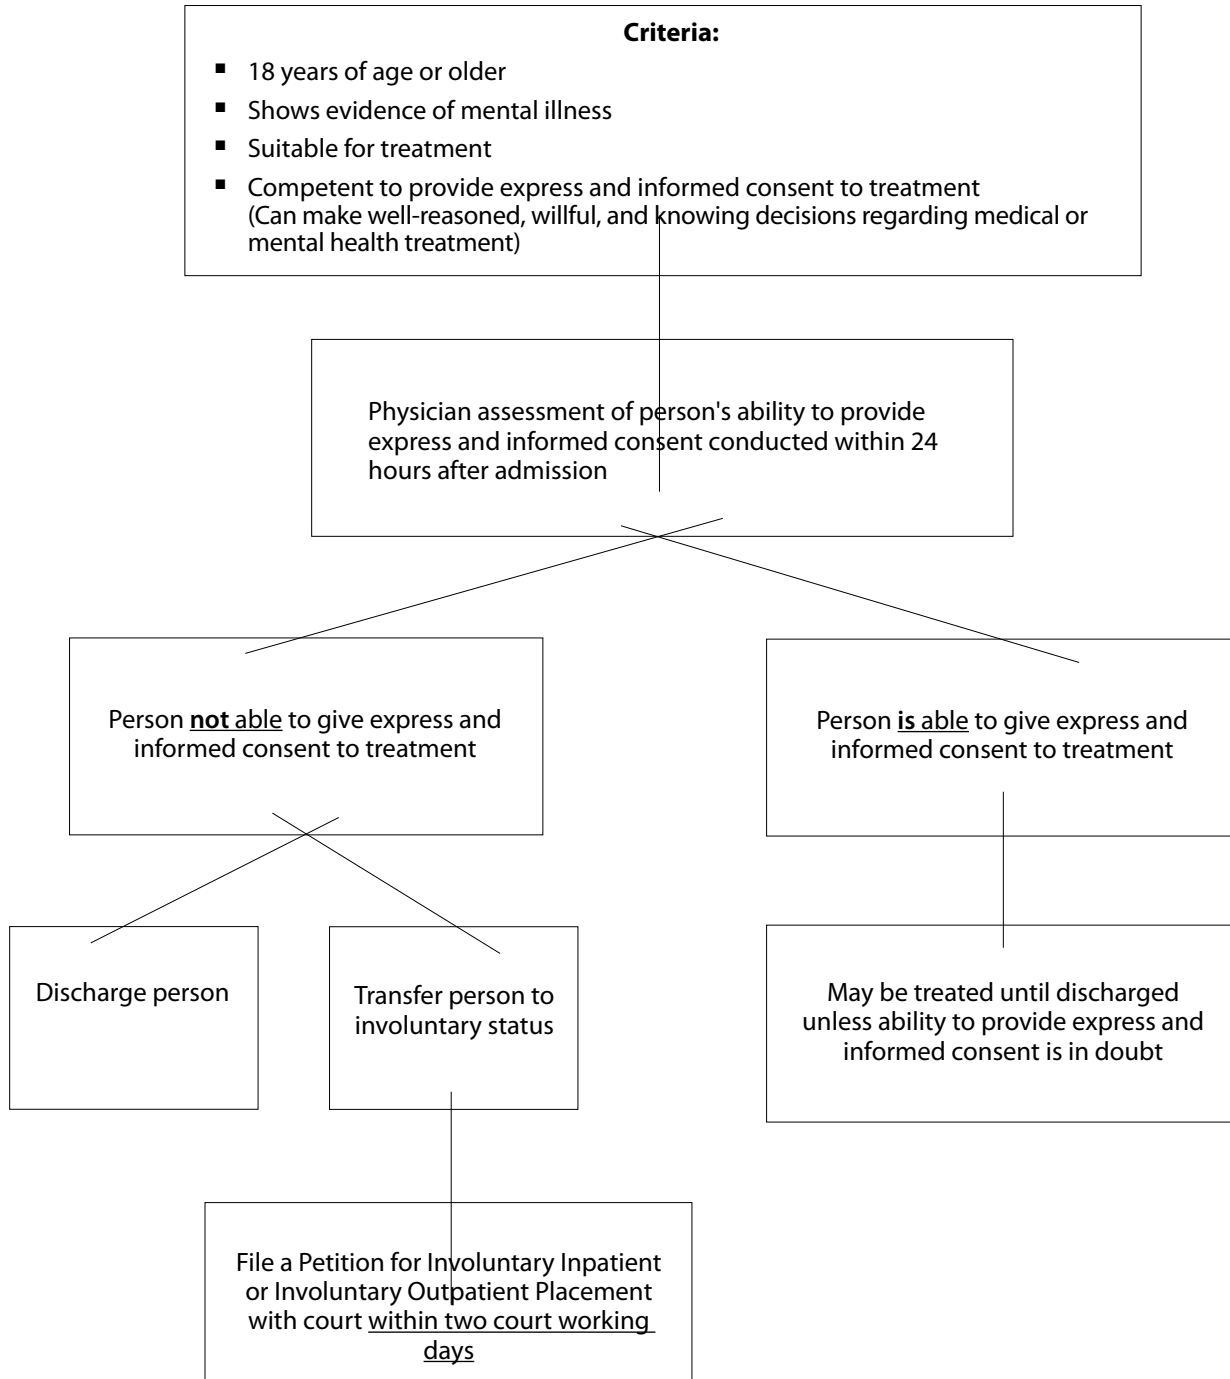 Criteria:
■ 18 years of age or older
■ Shows evidence of mental illness
■ Suitable for treatment
■ Competent to provide express and informed consent to treatment
(Can make well-reasoned, willful, and knowing decisions regarding medical or
mental health treatment)
Physician assessment of person's ability to provide
express and informed consent conducted within 24
hours after admission
Person not able to give express and
informed consent to treatment
Person is able to give express and
informed consent to treatment
Discharge person
Transfer person to
involuntary status
May be treated until discharged
unless ability to provide express and
informed consent is in doubt
File a Petition for Involuntary Inpatient
or Involuntary Outpatient Placement
with court within two court working
days